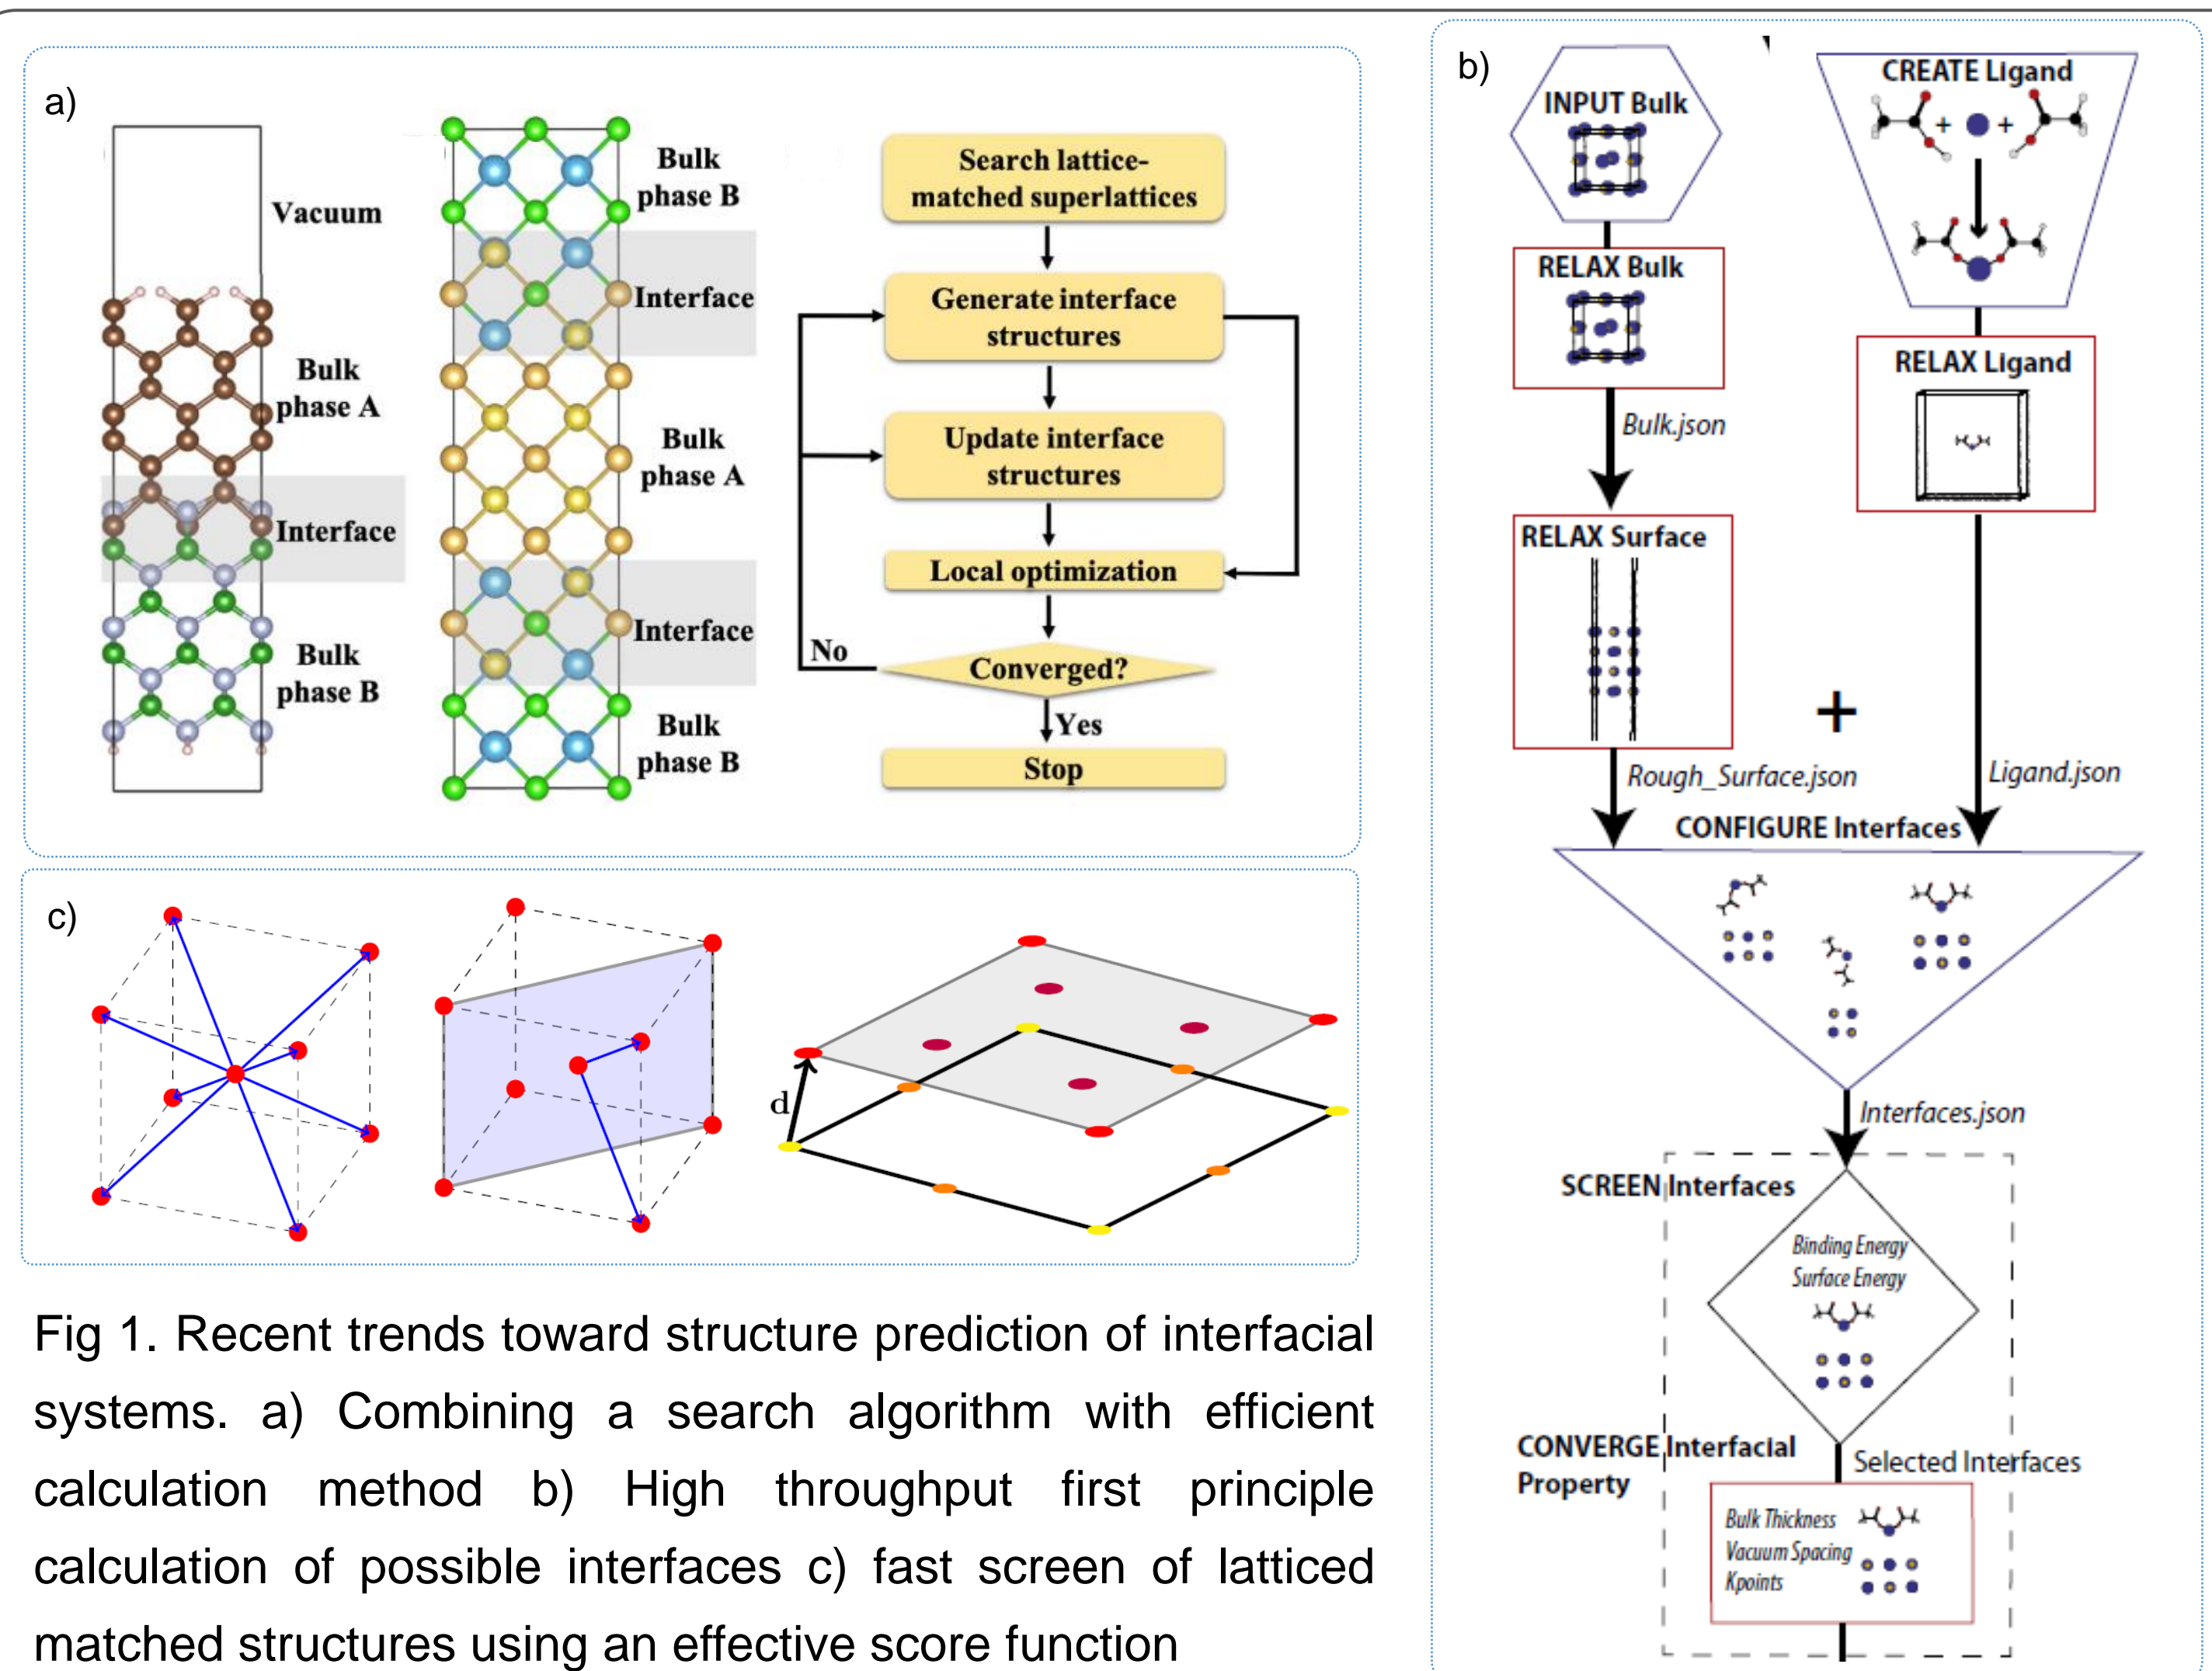 a)
Vacuum
Bulk
phase A
Interface
Bulk
phase B
Bulk
phase B
Interface
Bulk
phase A
Interface
Bulk
phase B
Search lattice-
matched superlattices
Generate interface
structures
Update interface
structures
Local optimization
Converged?
No
Yes
Stop
b)
INPUT Bulk
CREATE Ligand
+ +
RELAX Bulk
RELAX Ligand
Bulk.json
RELAX Surface
+
Rough_Surface.json
Ligand.json
CONFIGURE Interfaces
Interfaces.json
SCREEN Interfaces
Binding Energy
Surface Energy
CONVERGE Interfacial
Property
Selected Interfaces
Bulk Thickness
Vacuum Spacing
Kpoints
c)
d
Fig 1. Recent trends toward structure prediction of interfacial
systems. a) Combining a search algorithm with efficient
calculation method b) High throughput first principle
calculation of possible interfaces c) fast screen of latticed
matched structures using an effective score function